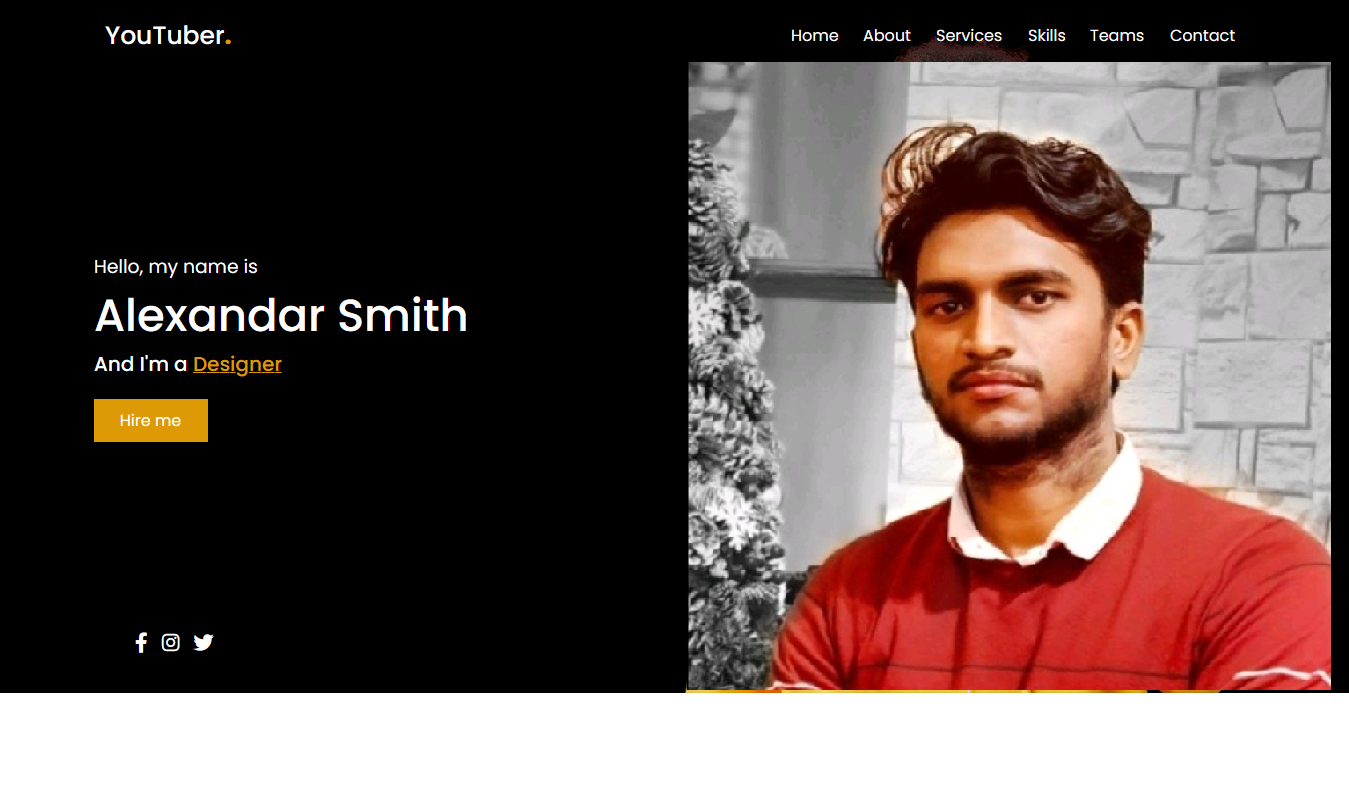 YouTuber.
Home About Services Skills Teams Contact
Hello, my name is
Alexandar Smith
And I'm a Designer
Hire me